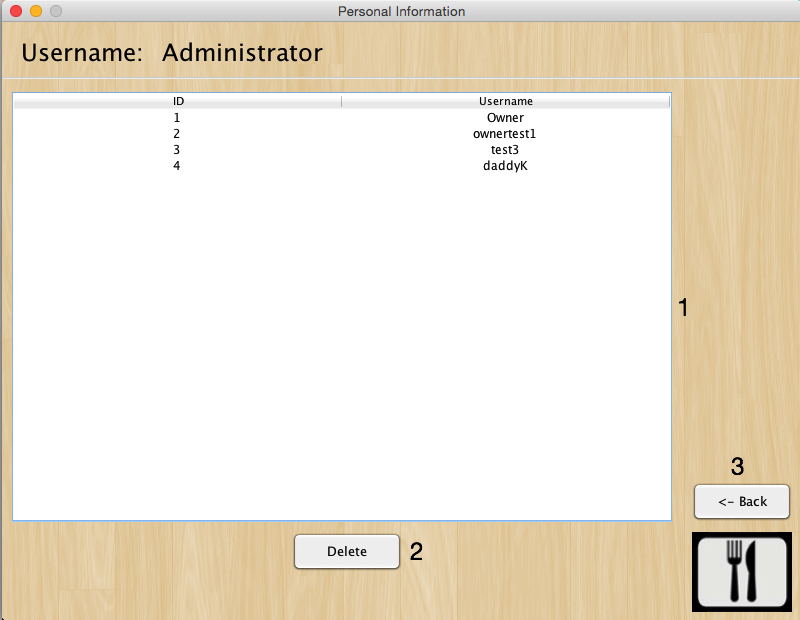 Personal Information
Username: Administrator
ID Username
1 Owner
2 ownertest1
3 test3
4 daddyK
1
3
<- Back
Delete 2